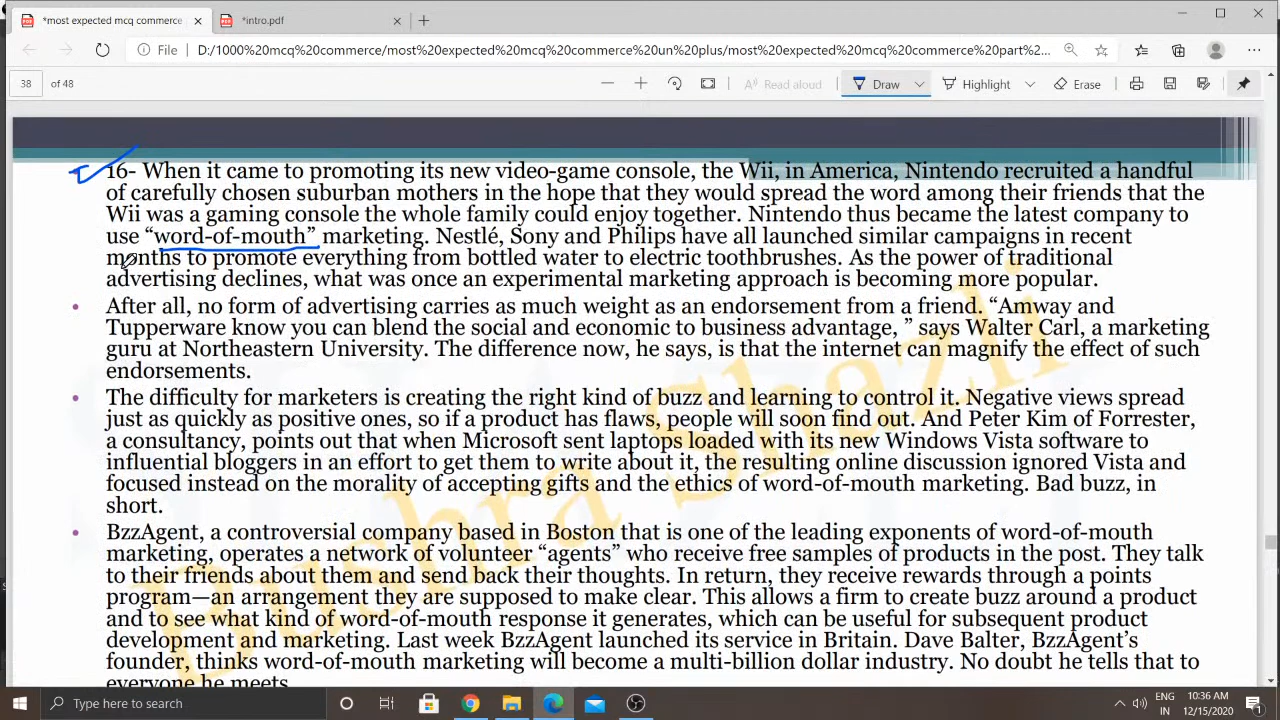 *most expected mcq commerce
*intro.pdf
File
D:/1000%20mcq%20commerce/most%20expected%20mcq%20commerce%20un%20plus/most%20expected%20mcq%20commerce%20part%...
38 of 48
Read aloud
Draw
Highlight
Erase
16- When it came to promoting its new video-game console, the Wii, in America, Nintendo recruited a handful
of carefully chosen suburban mothers in the hope that they would spread the word among their friends that the
Wii was a gaming console the whole family could enjoy together. Nintendo thus became the latest company to
use “word-of-mouth” marketing. Nestlé, Sony and Philips have all launched similar campaigns in recent
months to promote everything from bottled water to electric toothbrushes. As the power of traditional
advertising declines, what was once an experimental marketing approach is becoming more popular.
• After all, no form of advertising carries as much weight as an endorsement from a friend. “Amway and
Tupperware know you can blend the social and economic to business advantage, ” says Walter Carl, a marketing
guru at Northeastern University. The difference now, he says, is that the internet can magnify the effect of such
endorsements.
• The difficulty for marketers is creating the right kind of buzz and learning to control it. Negative views spread
just as quickly as positive ones, so if a product has flaws, people will soon find out. And Peter Kim of Forrester,
a consultancy, points out that when Microsoft sent laptops loaded with its new Windows Vista software to
influential bloggers in an effort to get them to write about it, the resulting online discussion ignored Vista and
focused instead on the morality of accepting gifts and the ethics of word-of-mouth marketing. Bad buzz, in
short.
• BzzAgent, a controversial company based in Boston that is one of the leading exponents of word-of-mouth
marketing, operates a network of volunteer “agents” who receive free samples of products in the post. They talk
to their friends about them and send back their thoughts. In return, they receive rewards through a points
program—an arrangement they are supposed to make clear. This allows a firm to create buzz around a product
and to see what kind of word-of-mouth response it generates, which can be useful for subsequent product
development and marketing. Last week BzzAgent launched its service in Britain. Dave Balter, BzzAgent’s
founder, thinks word-of-mouth marketing will become a multi-billion dollar industry. No doubt he tells that to
everyone he meets.
Bushra Shazli
Type here to search
ENG
IN
10:36 AM
12/15/2020
1